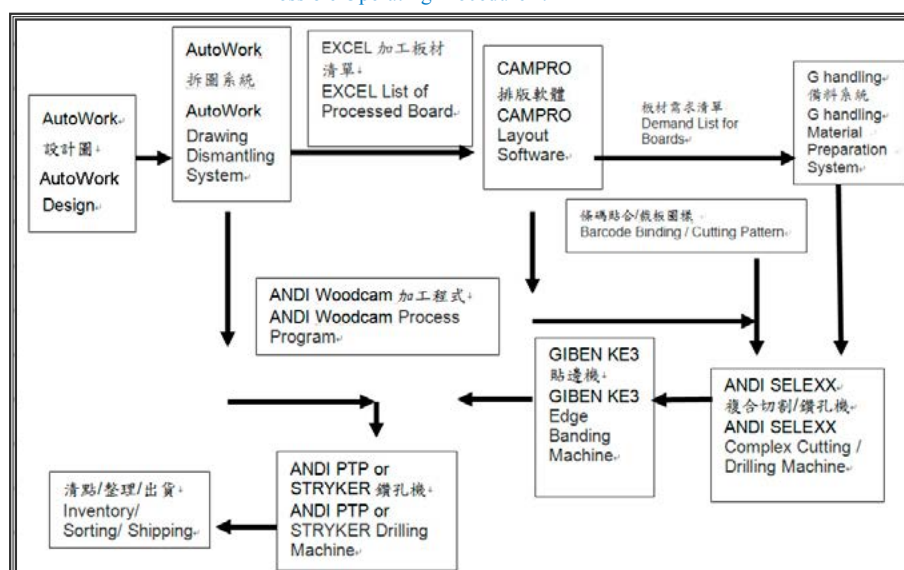 AutoWork
設計圖
AutoWork
Design
AutoWork
拆圖系統
AutoWork
Drawing
Dismantling
System
EXCEL 加工板材
清單
EXCEL List of
Processed Board
CAMPRO
排版軟體
CAMPRO
Layout
Software
板材需求清單
Demand List for
Boards
G handling
備料系統
G handling
Material
Preparation
System
條碼貼合/裁板圖樣
Barcode Binding / Cutting Pattern
ANDI Woodcam 加工程式
ANDI Woodcam Process
Program
GIBEN KE3
貼邊機
GIBEN KE3
Edge
Banding
Machine
ANDI SELEXX
複合切割/鑽孔機
ANDI SELEXX
Complex Cutting /
Drilling Machine
ANDI PTP or
STRYKER 鑽孔機
ANDI PTP or
STRYKER Drilling
Machine
清點/整理/出貨
Inventory/
Sorting/ Shipping